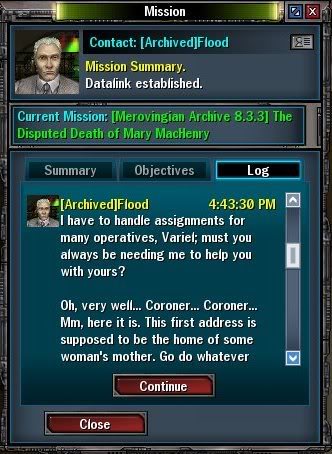 Mission
Contact: [Archived]Flood
Mission Summary.
Datalink established.
Current Mission: [Merovingian Archive 8.3.3] The
Disputed Death of Mary MacHenry
Summary
Objectives
Log
[Archived]Flood 4:43:30 PM
I have to handle assignments for
many operatives, Variel; must you
always be needing me to help you
with yours?
Oh, very well... Coroner... Coroner...
Mm, here it is. This first address is
supposed to be the home of some
woman's mother. Go do whatever
Continue
Close